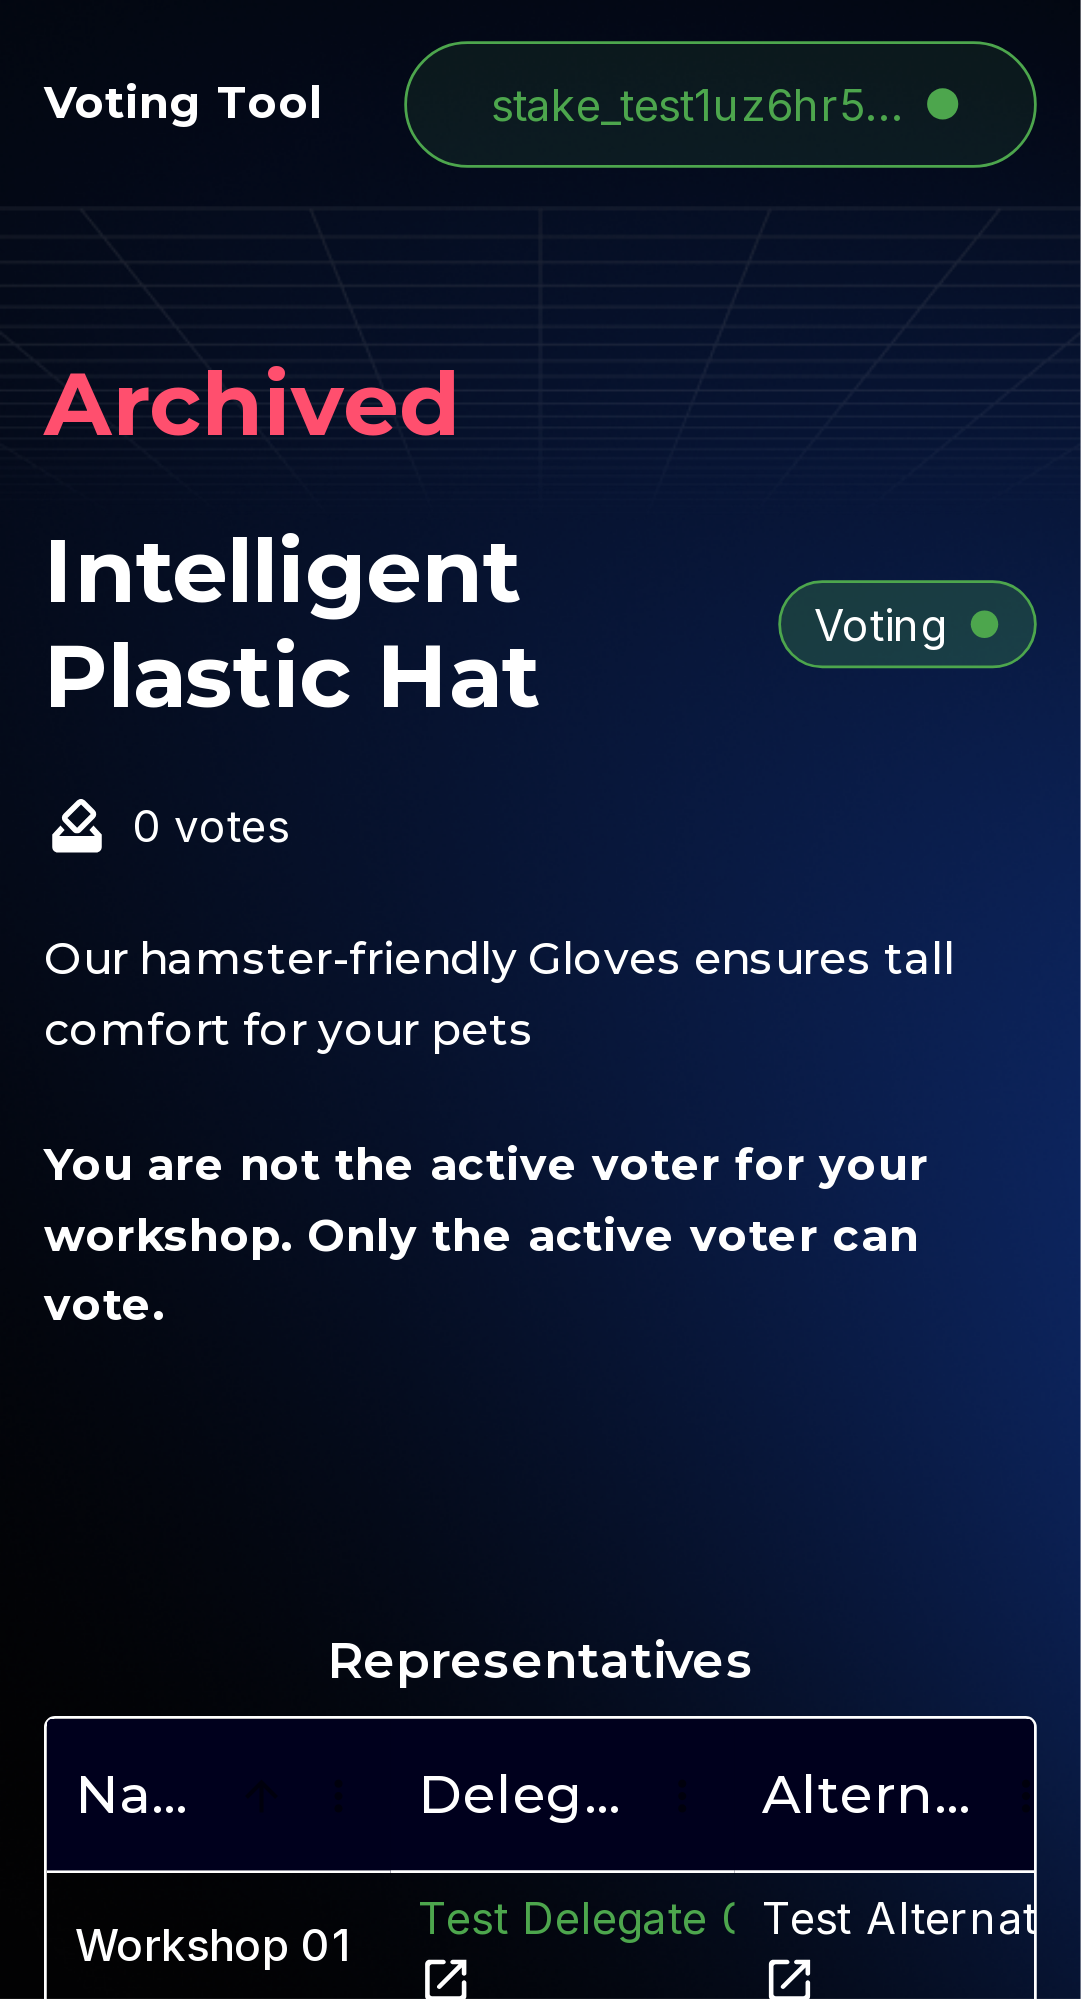 Voting Tool
stake_test1uz6hr5...
Archived
Intelligent
Plastic Hat
Voting
0 votes
Our hamster-friendly Gloves ensures tall
comfort for your pets
You are not the active voter for your
workshop. Only the active voter can
vote.
Representatives
Na... Deleg... Altern...
Workshop 01 Test Delegate Test Alternat